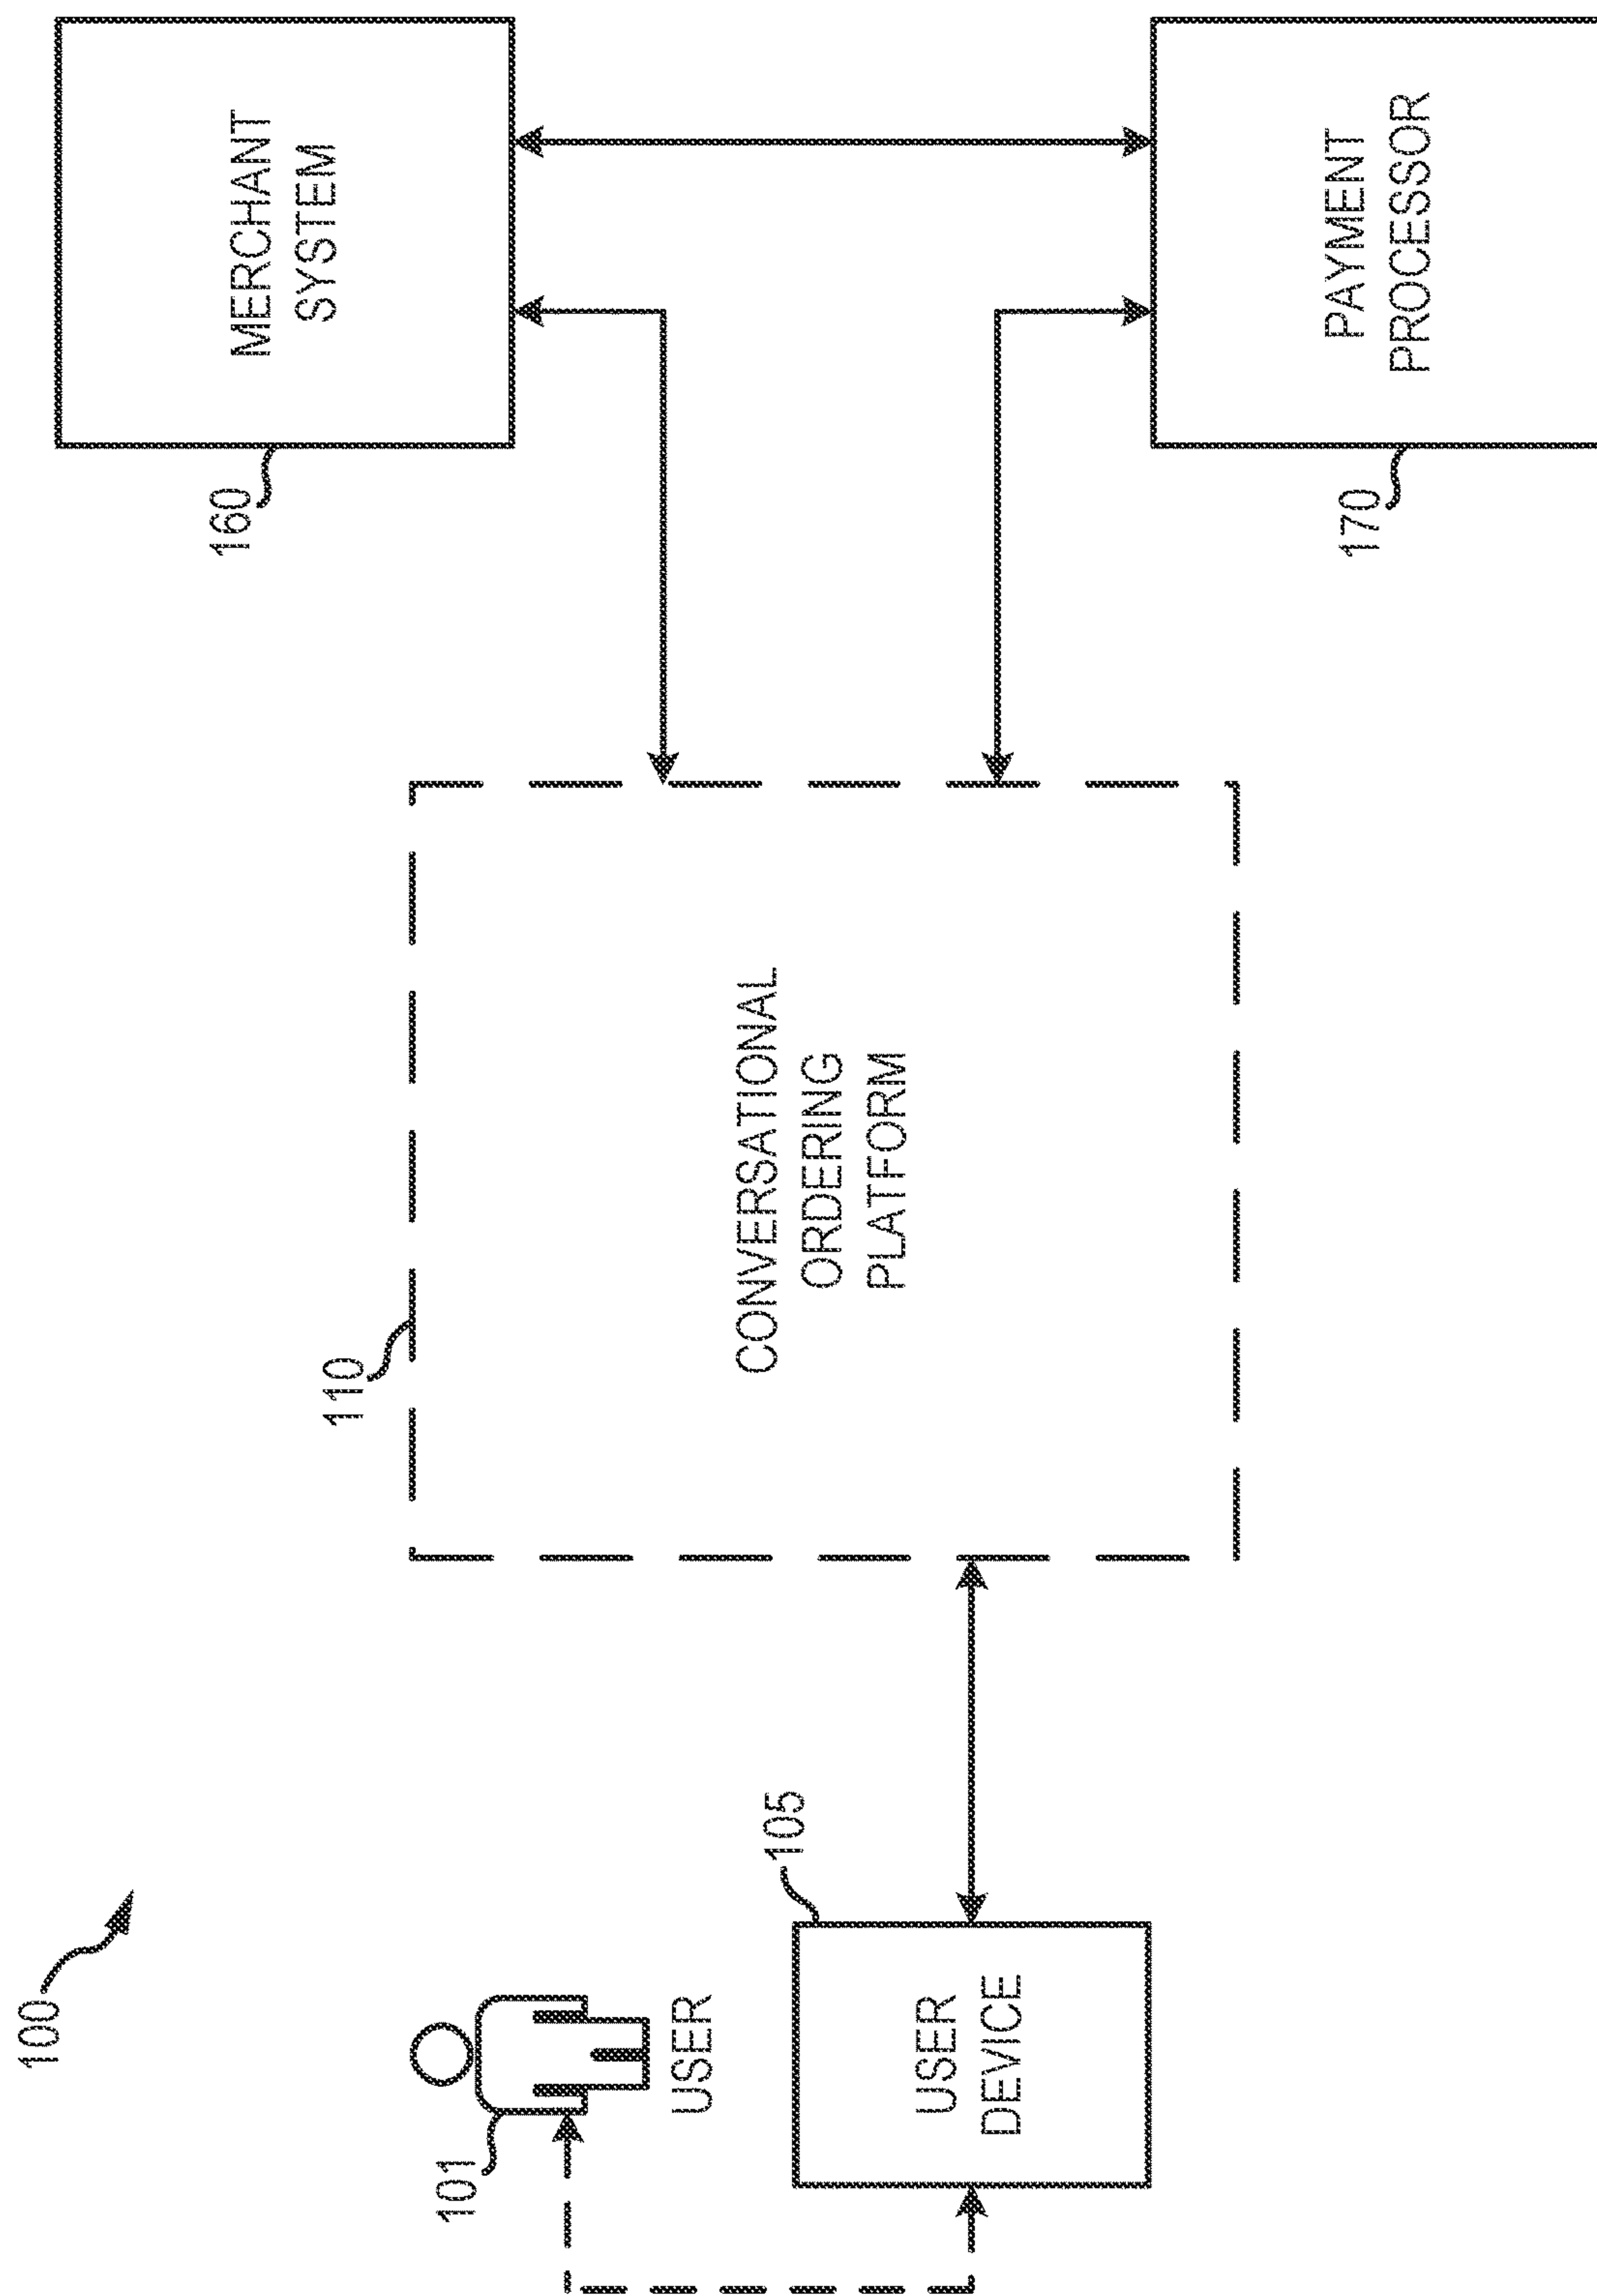 100
101
USER
105
USER
DEVICE
110
CONVERSATIONAL
ORDERING
PLATFORM
160
MERCHANT
SYSTEM
170
PAYMENT
PROCESSOR